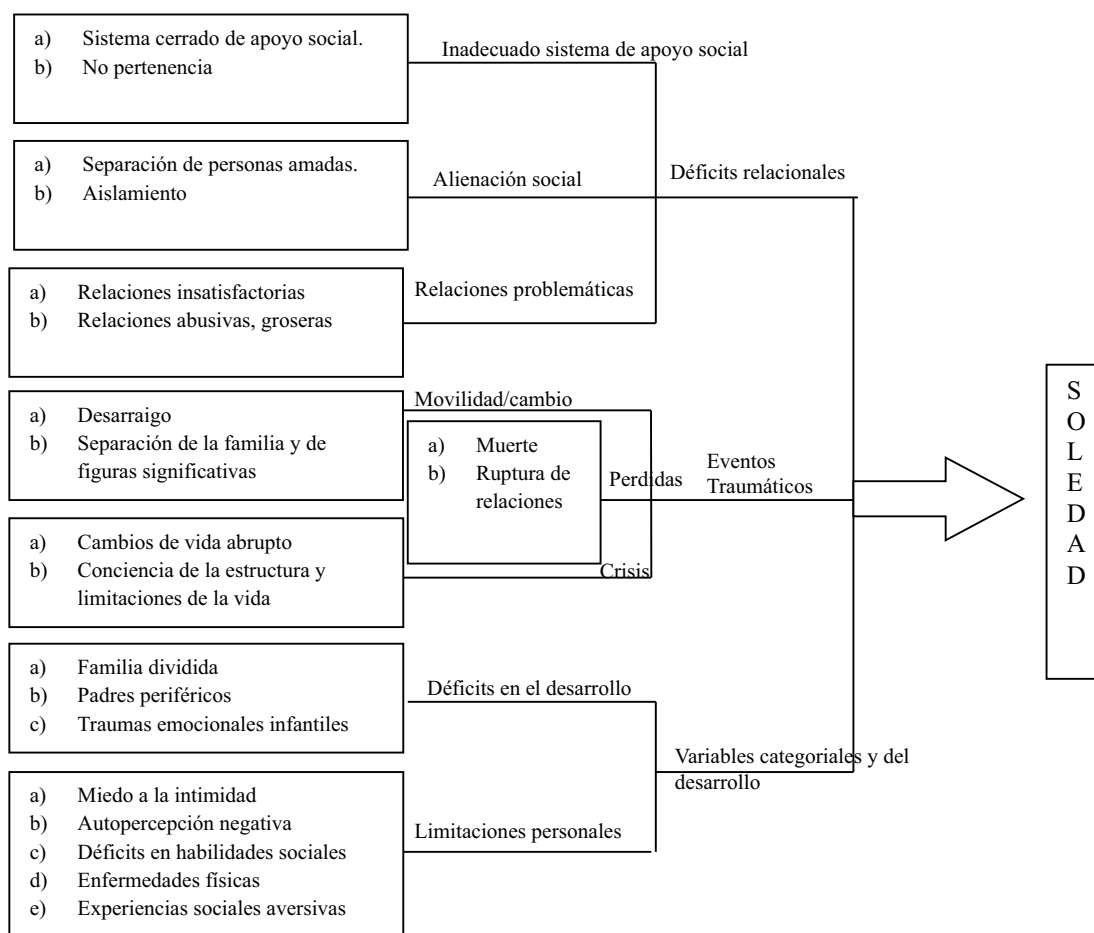 a) Sistema cerrado de apoyo social.
b) No pertenencia
Inadecuado sistema de apoyo social
a) Separación de personas amadas.
b) Aislamiento
Alienación social
Déficits relacionales
a) Relaciones insatisfactorias
b) Relaciones abusivas, groseras
Relaciones problemáticas
a) Desarraigo
b) Separación de la familia y de
figuras significativas
Movilidad/cambio
a) Muerte
b) Ruptura de
relaciones
Perdidas
Eventos
Traumáticos
a) Cambios de vida abrupto
b) Conciencia de la estructura y
limitaciones de la vida
Crisis
a) Familia dividida
b) Padres periféricos
c) Traumas emocionales infantiles
Déficits en el desarrollo
Variables categoriales y del
desarrollo
a) Miedo a la intimidad
b) Autopercepción negativa
c) Déficits en habilidades sociales
d) Enfermedades físicas
e) Experiencias sociales aversivas
Limitaciones personales
S
O
L
E
D
A
D